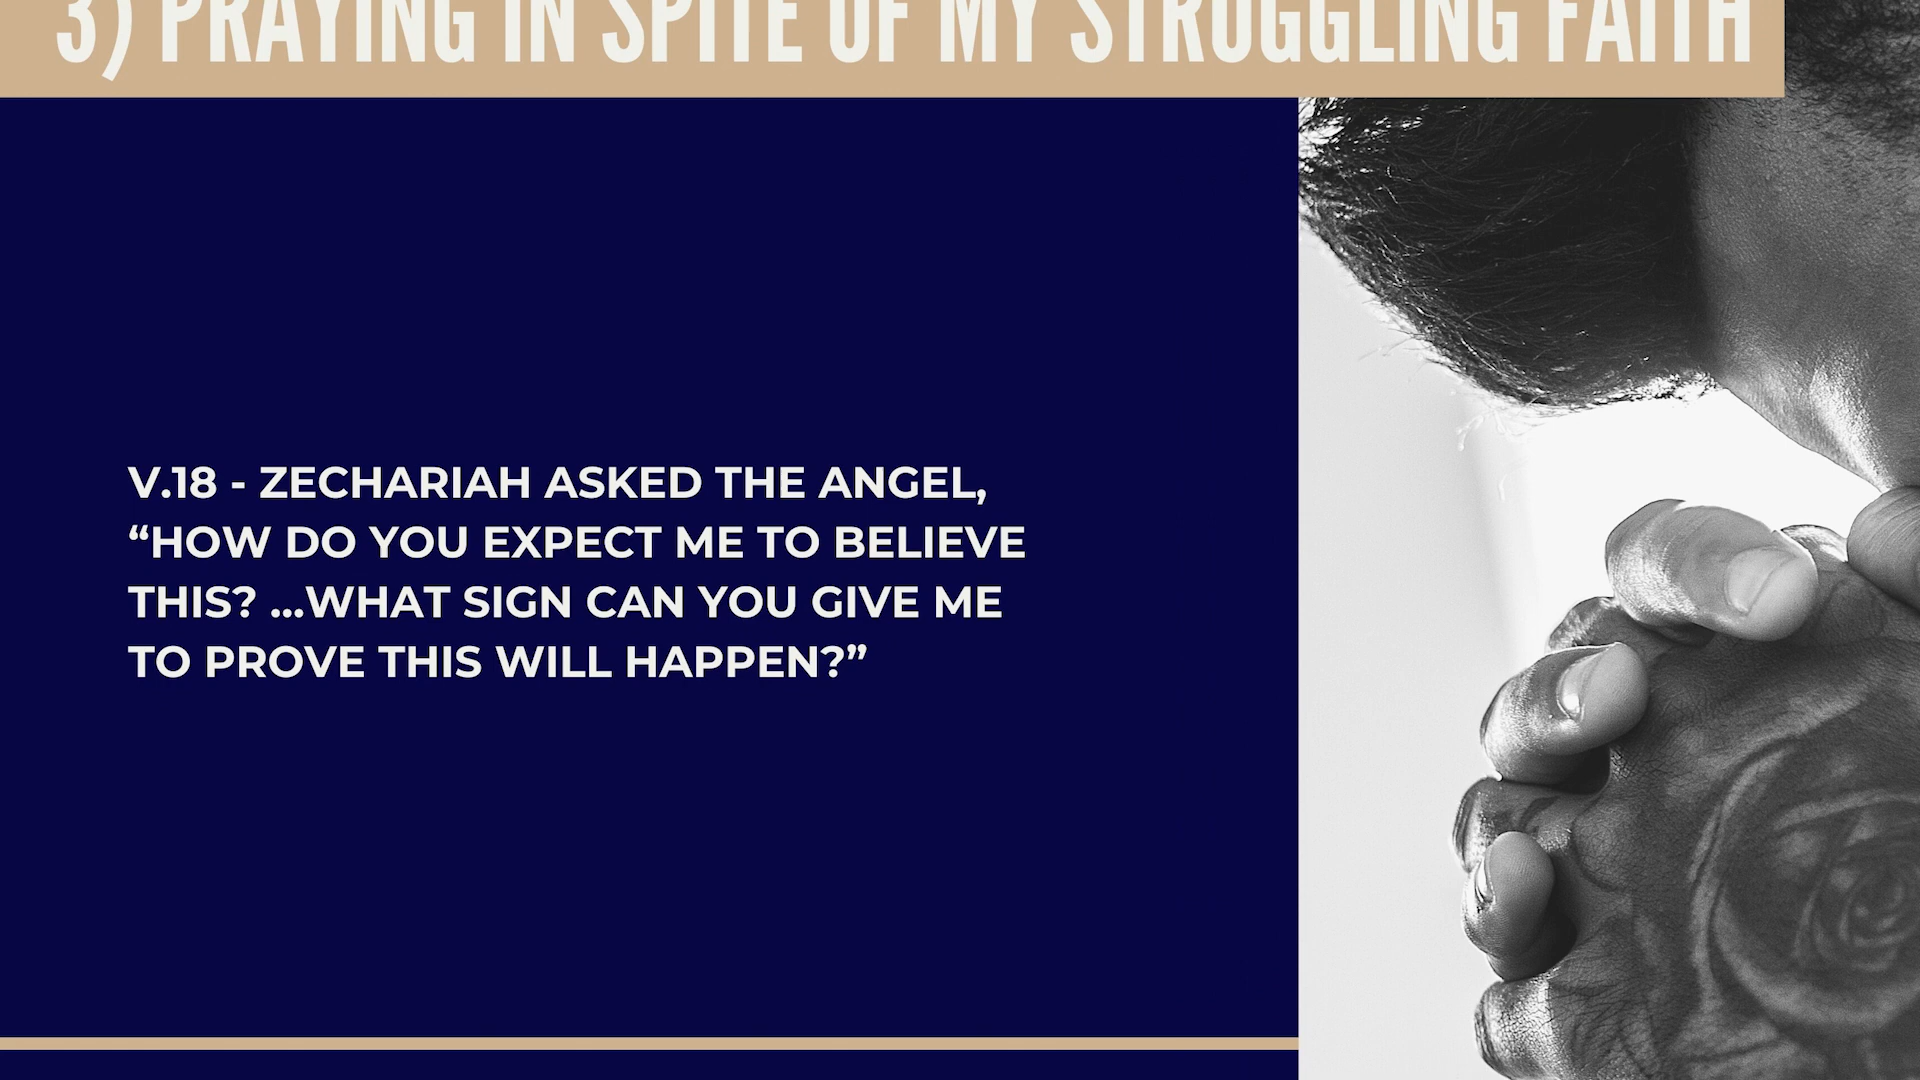 3) PRAYING IN SPITE OF MY STRUGGLING FAITH
V.18 - ZECHARIAH ASKED THE ANGEL,
“HOW DO YOU EXPECT ME TO BELIEVE
THIS? ...WHAT SIGN CAN YOU GIVE ME
TO PROVE THIS WILL HAPPEN?”